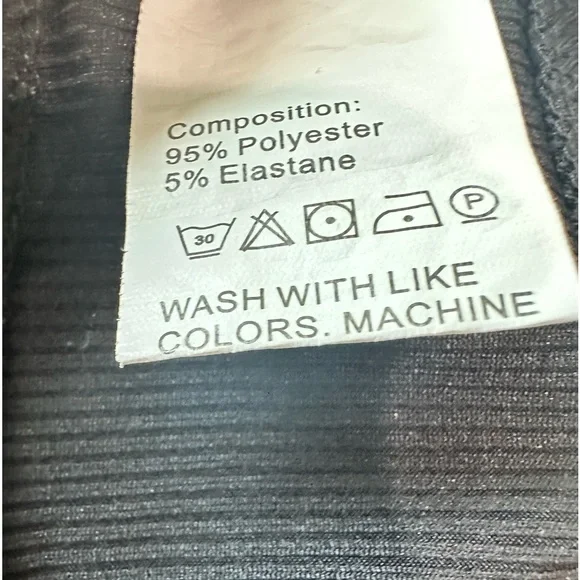 Composition:
95% Polyester
5% Elastane
30 P
WASH WITH LIKE
COLORS. MACHINE